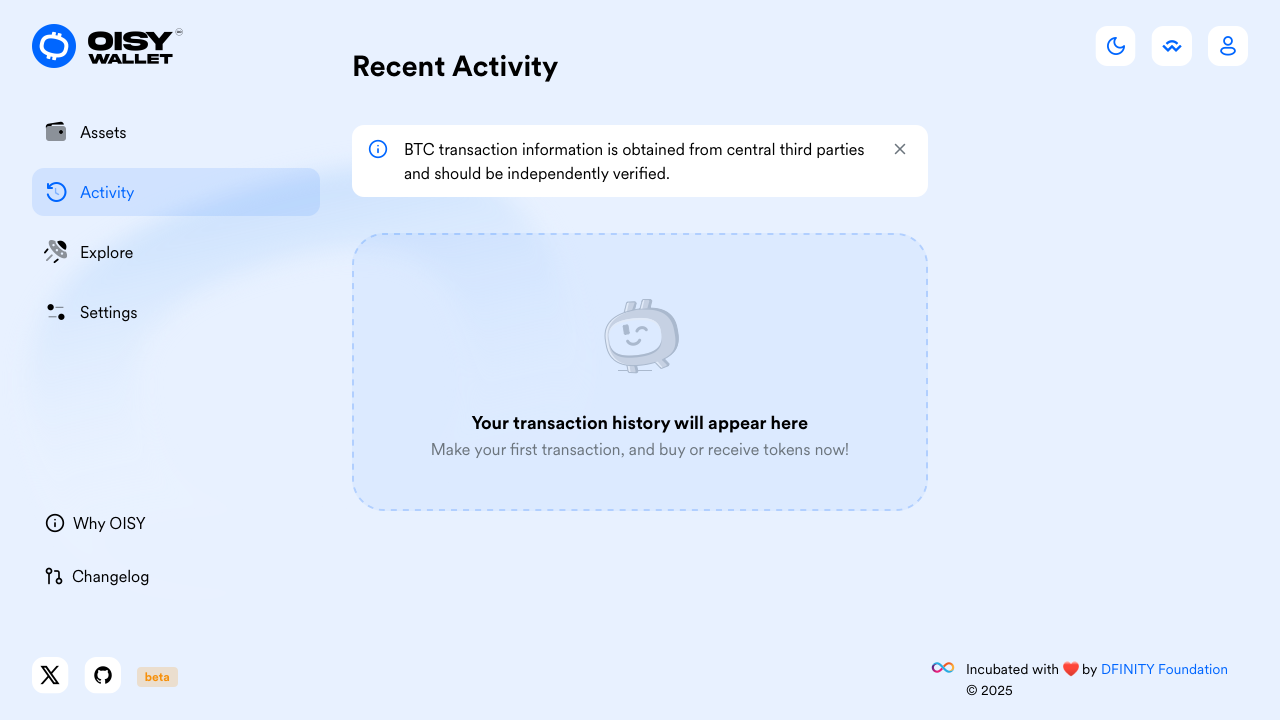 OISY
WALLET
Recent Activity
Assets
Activity
Explore
Settings
BTC transaction information is obtained from central third parties
and should be independently verified.
Your transaction history will appear here
Make your first transaction, and buy or receive tokens now!
Why OISY
Changelog
beta
Incubated with ❤️ by DFINITY Foundation
© 2025